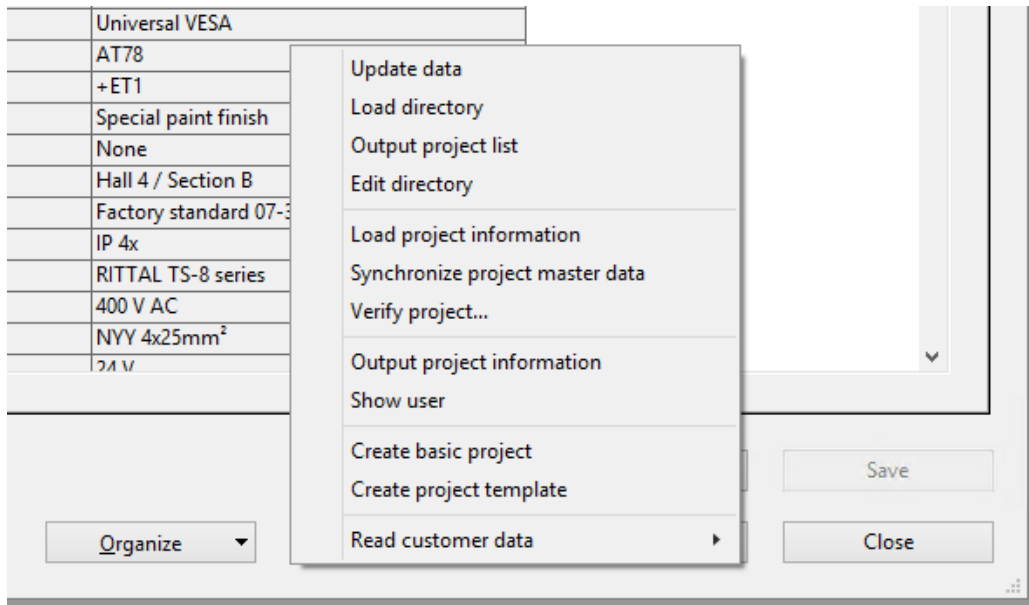 Universal VESA
AT78
+ET1
Special paint finish
None
Hall 4 / Section B
Factory standard 07-3
IP 4x
RITTAL TS-8 series
400 V AC
NYY 4x25mm²
24 V
Update data
Load directory
Output project list
Edit directory
Load project information
Synchronize project master data
Verify project...
Output project information
Show user
Create basic project
Create project template
Read customer data
Save
Organize
Close